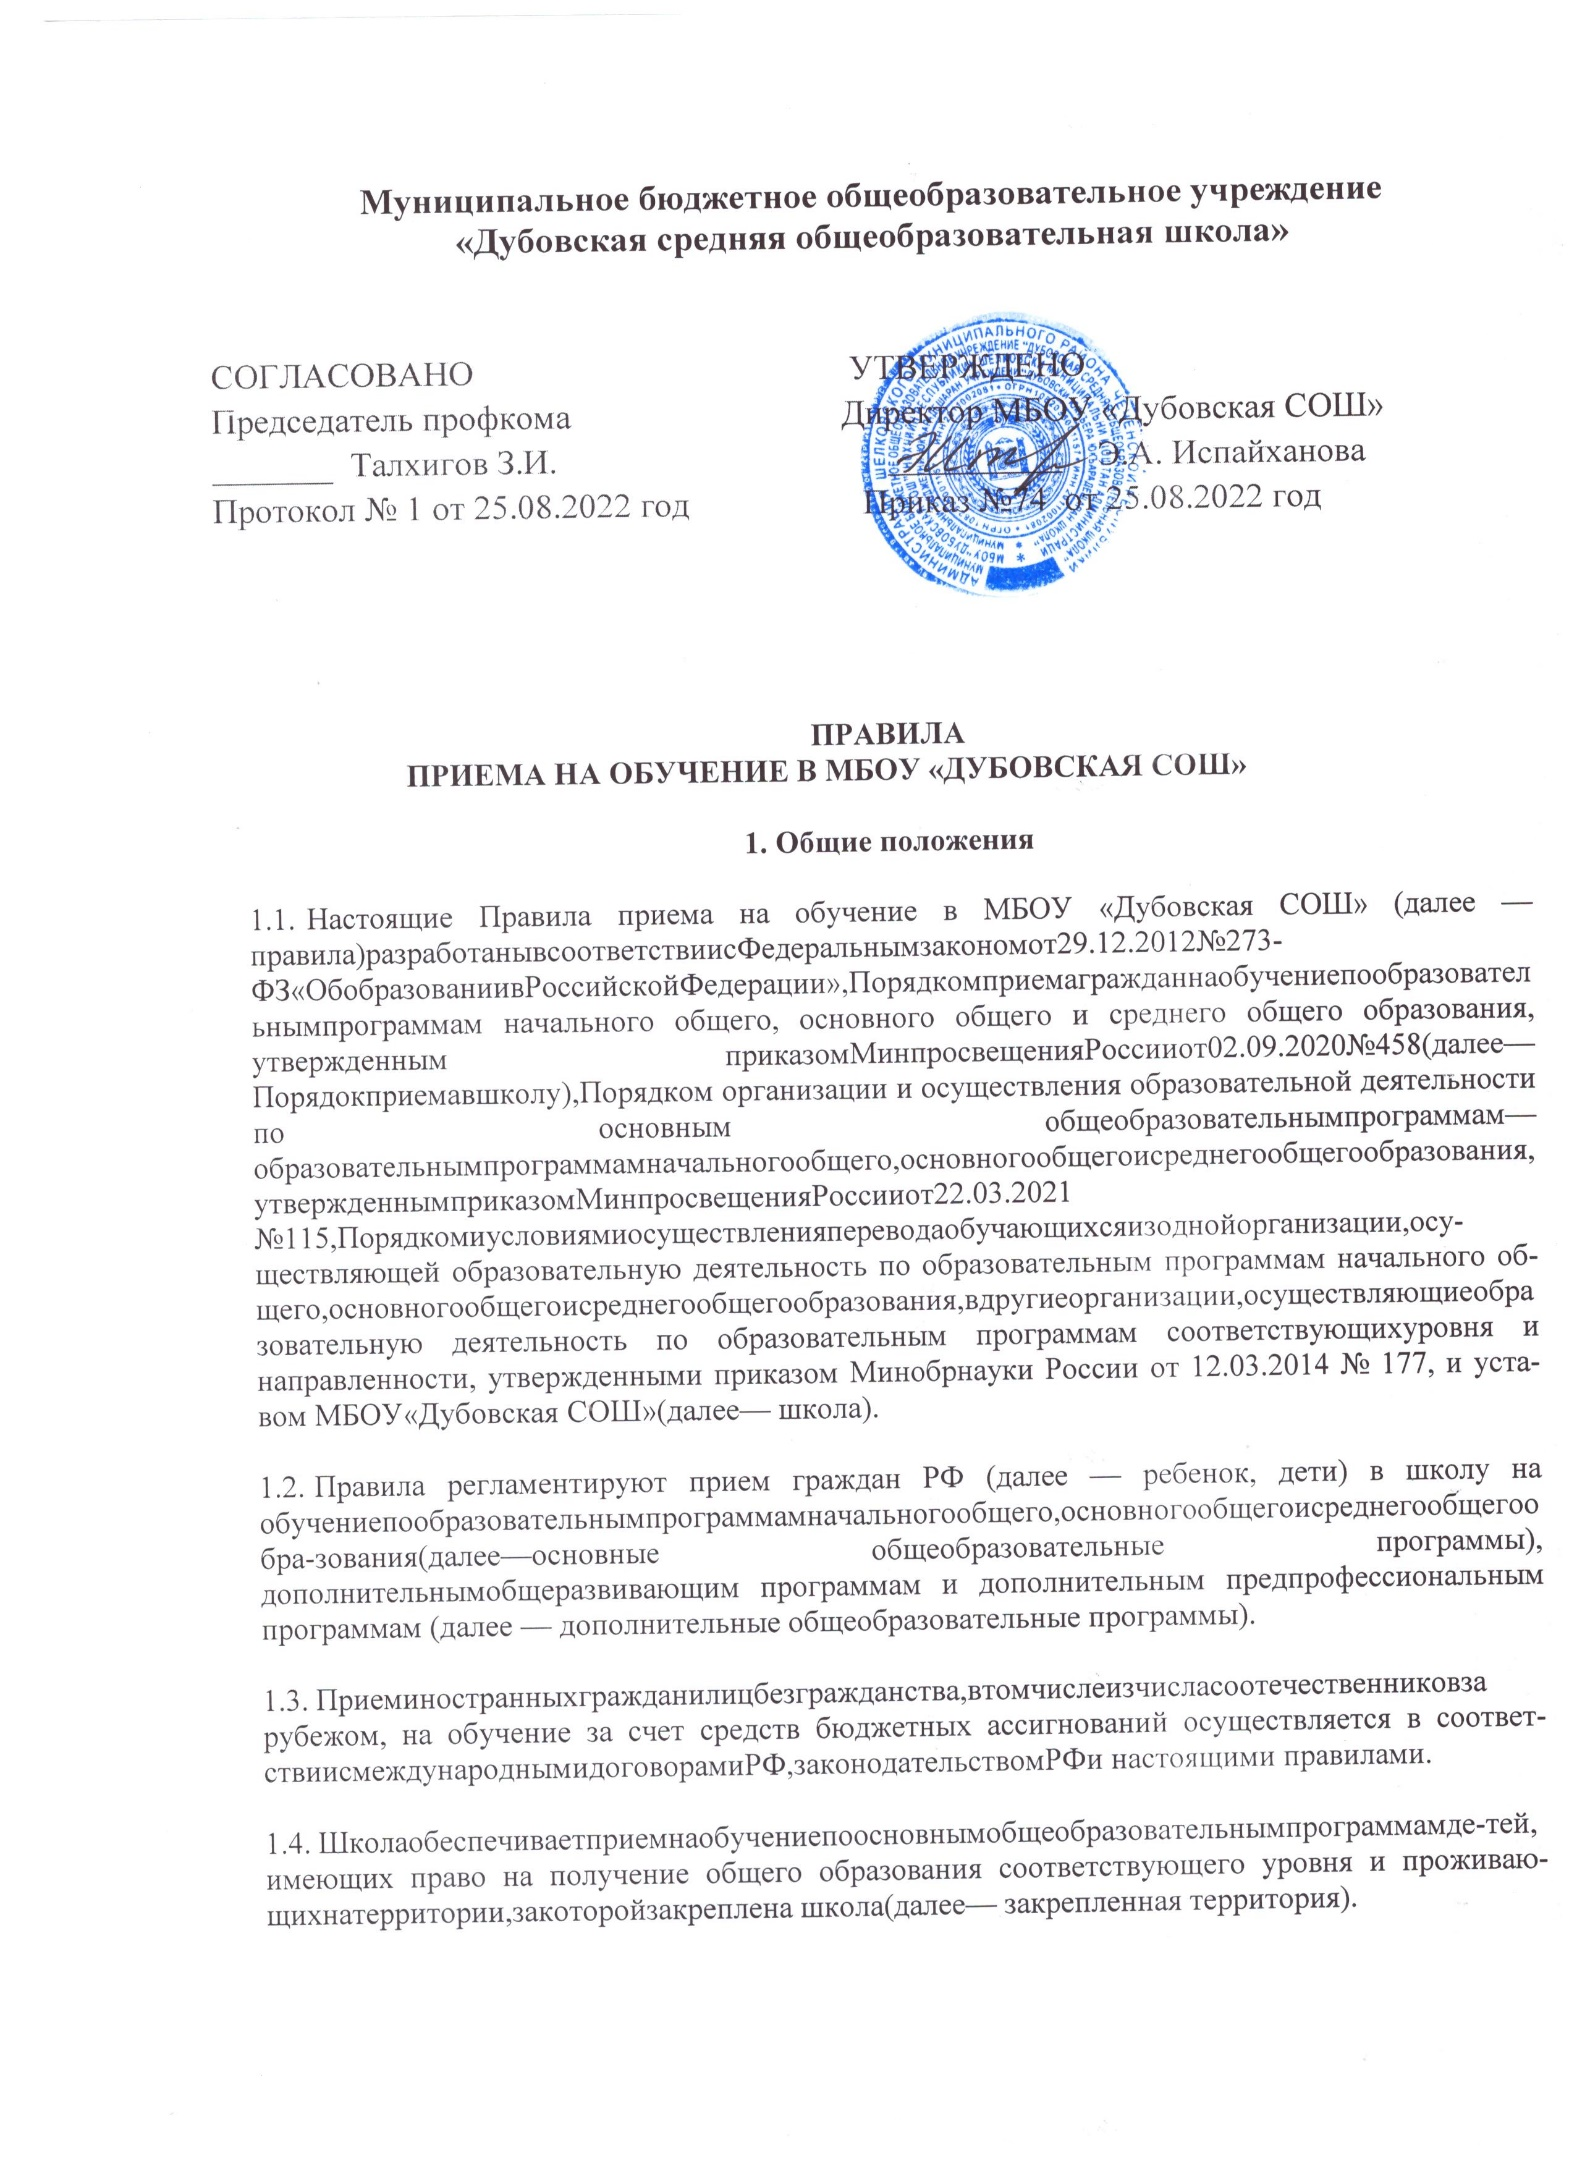 Муниципальное бюджетное общеобразовательное учреждение
«Дубовская средняя общеобразовательная школа»
СОГЛАСОВАНО
Председатель профкома
_______ Талхигов З.И.
Протокол № 1 от 25.08.2022 год
УТВЕРЖДЕНО
Директор МБОУ «Дубовская СОШ»
Э.А. Испайханова
Приказ №74 от 25.08.2022 год
ПРАВИЛА
ПРИЕМА НА ОБУЧЕНИЕ В МБОУ «ДУБОВСКАЯ СОШ»
1. Общие положения
1.1. Настоящие Правила приема на обучение в МБОУ «Дубовская СОШ» (далее —
правила)разработанывсоответствиисФедеральнымзакономот29.12.2012№273-
ФЗ«ОбобразованиивРоссийскойФедерации»,Порядкомприемаграждannaобучениепообразовател
ьнымпрограммам начального общего, основного общего и среднего общего образования,
утвержденным приказомМинпросвещенияРоссииот02.09.2020№458(далее—
Порядокприемавшколу),Порядком организации и осуществления образовательной деятельности
по основным общеобразовательнымпрограммам—
образовательнымпрограммамначальногообщего,основногообщегоисреднегообщегообразования,
утвержденнымприказомМинпросвещенияРоссииот22.03.2021
№115,Порядкомиусловиямиосуществленияпереводаобучающихсяизоднойорганизации,осу-
ществляющей образовательную деятельность по образовательным программам начального об-
щего,основногообщегоисреднегообщегообразования,вдругиеорганизации,осуществляющиеобра
зовательную деятельность по образовательным программам соответствующихуровня и
направленности, утвержденными приказом Минобрнауки России от 12.03.2014 № 177, и уста-
вом МБОУ«Дубовская СОШ»(далее— школа).
1.2. Правила регламентируют прием граждан РФ (далее — ребенок, дети) в школу на
обучениепообразовательнымпрограммамначальногообщего,основногообщегоисреднегообщегоо
бра-зования(далее—основные общеобразовательные программы),
дополнительнымобщеразвивающим программам и дополнительным предпрофессиональным
программам (далее — дополнительные общеобразовательные программы).
1.3. Приеминостранныхгражданилицбезгражданства,втомчислеизчисласоотечественниковза
рубежом, на обучение за счет средств бюджетных ассигнований осуществляется в соответ-
ствиисмеждународнымидоговорамиРФ,законодательствомРФи настоящими правилами.
1.4. Школаобеспечиваетприемнаобучениепоосновнымобщеобразовательнымпрограммамде-тей,
имеющих право на получение общего образования соответствующего уровня и проживаю-
щихнатерритории,закоторойзакреплена школа(далее— закрепленная территория).